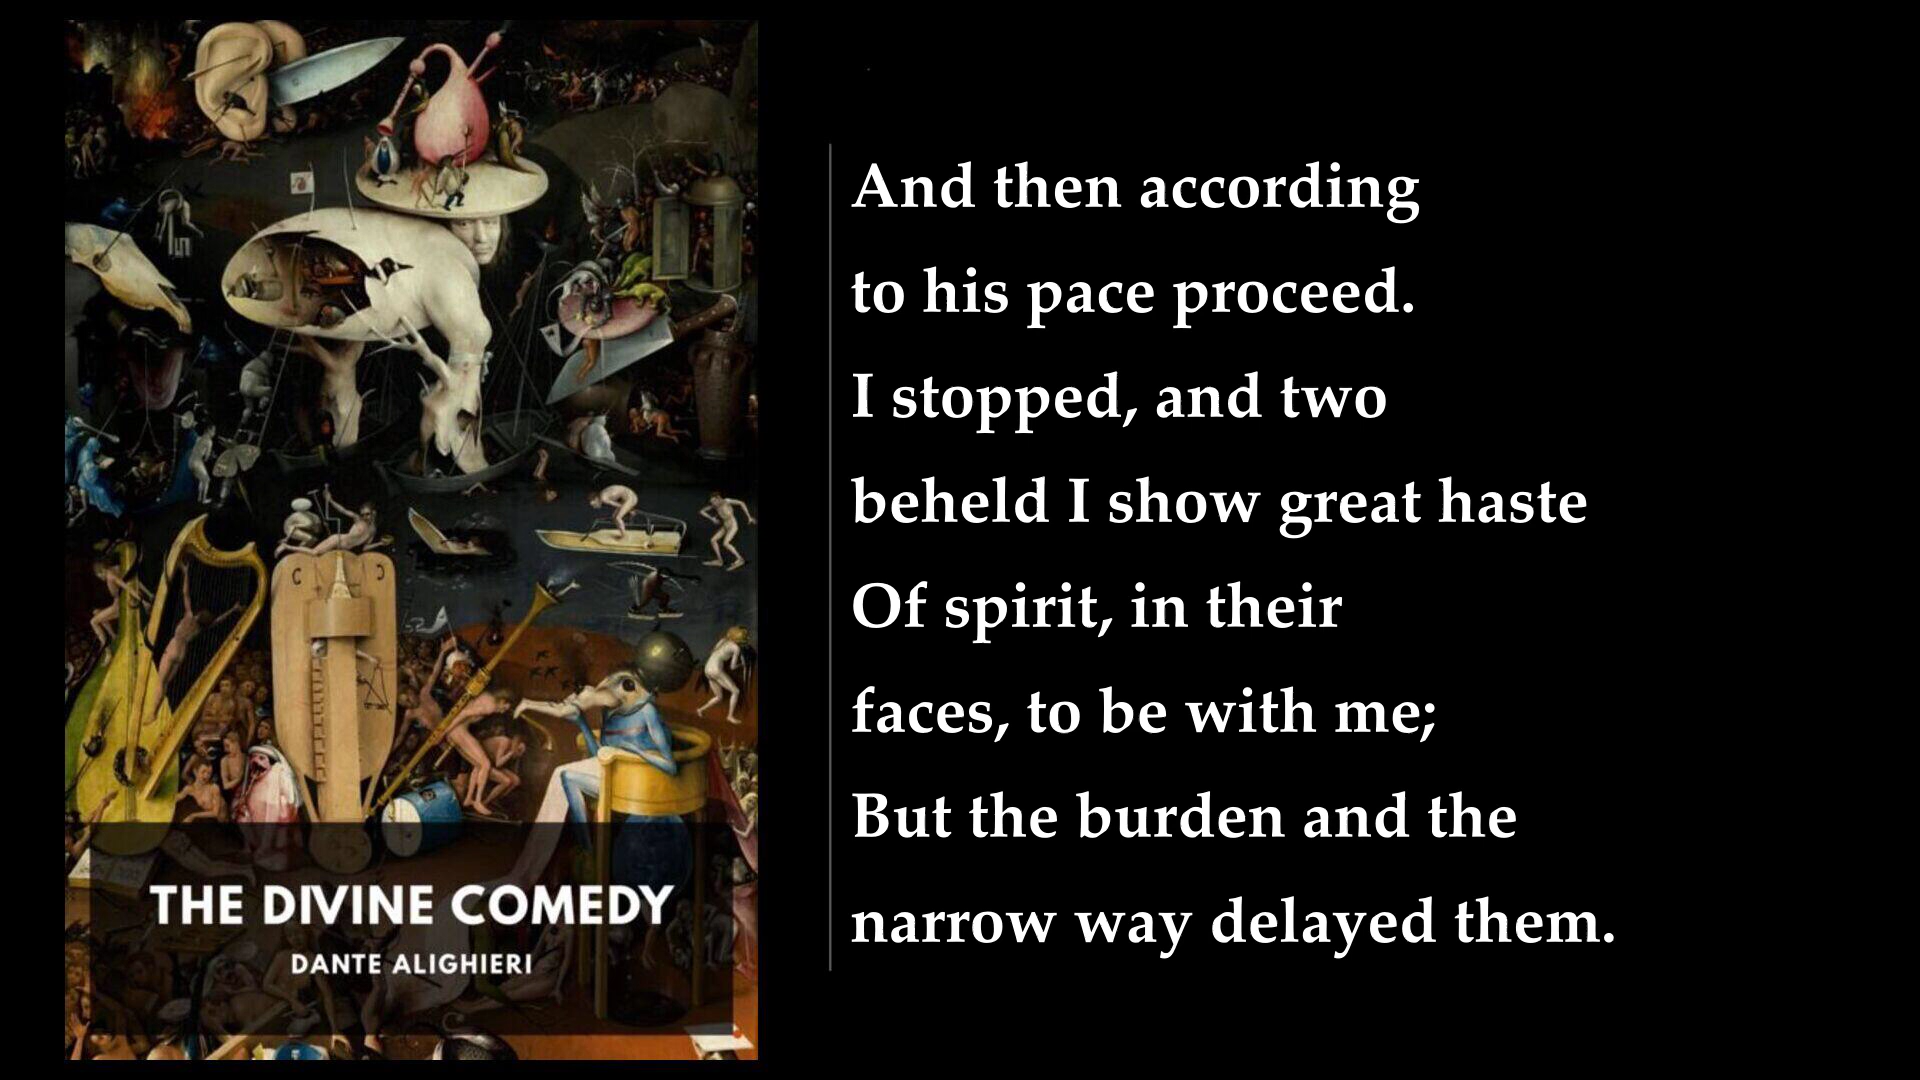 THE DIVINE COMEDY
DANTE ALIGHIERI
And then according
to his pace proceed.
I stopped, and two
beheld I show great haste
Of spirit, in their
faces, to be with me;
But the burden and the
narrow way delayed them.